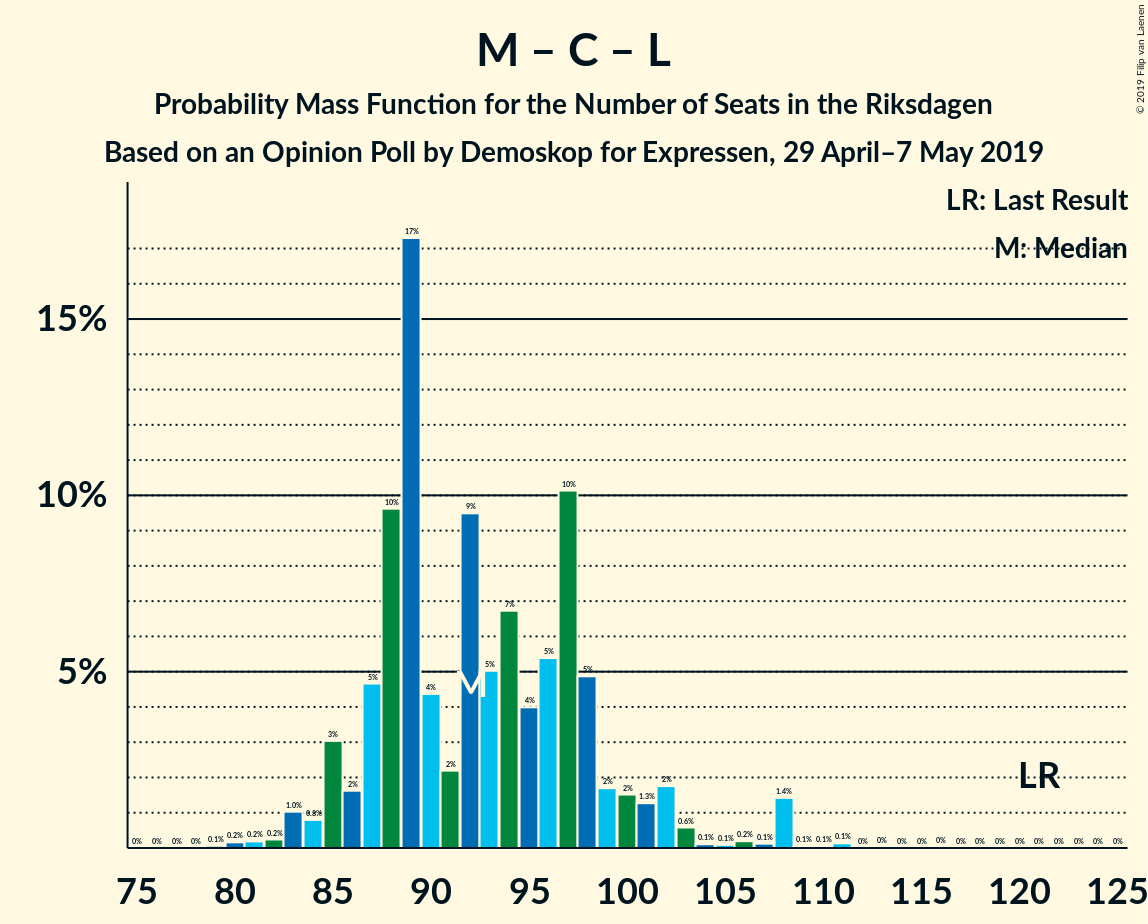 © 2019 Filip van Laenen
M – C – L
Probability Mass Function for the Number of Seats in the Riksdagen
Based on an Opinion Poll by Demoskop for Expressen, 29 April–7 May 2019
LR: Last Result
M: Median
15%
10%
5%
0% 0% 0% 0% 0.1% 0.2% 0.2% 0.2% 1.0% 0.8% 3% 2% 5% 10% 17% 4% 2% 9% 5% 7% 4% 5% 10% 5% 2% 2% 1.3% 2% 0.6% 0.1% 0.1% 0.2% 0.1% 1.4% 0.1% 0.1% 0.1% 0% 0% 0% 0% 0% 0% 0% 0% 0% 0% 0% 0% 0% 0%
M
LR
75 80 85 90 95 100 105 110 115 120 125